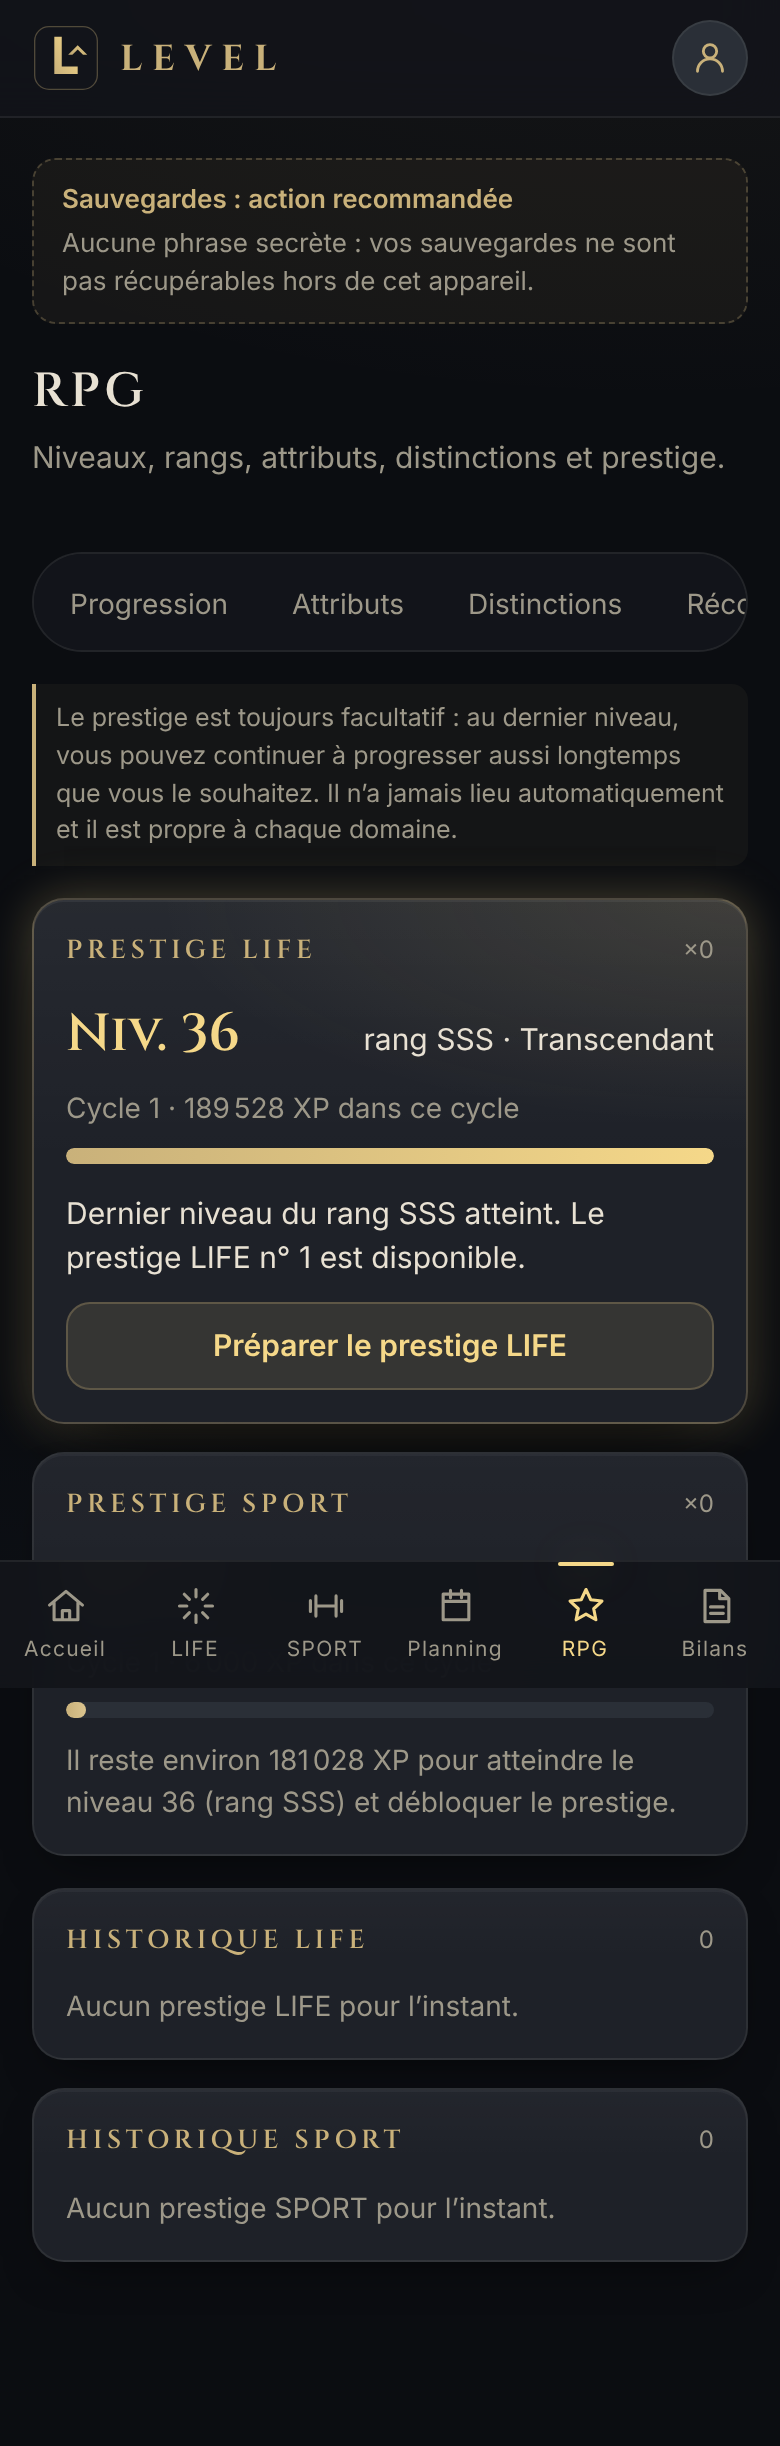 LEVEL
Sauvegardes : action recommandée
Aucune phrase secrète : vos sauvegardes ne sont
pas récupérables hors de cet appareil.
RPG
Niveaux, rangs, attributs, distinctions et prestige.
Progression Attributs Distinctions
Le prestige est toujours facultatif : au dernier niveau,
vous pouvez continuer à progresser aussi longtemps
que vous le souhaitez. Il n’a jamais lieu automatiquement
et il est propre à chaque domaine.
PRESTIGE LIFE ×0
NIV. 36 rang SSS · Transcendant
Cycle 1 · 189 528 XP dans ce cycle
Dernier niveau du rang SSS atteint. Le
prestige LIFE n° 1 est disponible.
Préparer le prestige LIFE
PRESTIGE SPORT ×0
Accueil LIFE SPORT Planning RPG Bilans
Il reste environ 181 028 XP pour atteindre le
niveau 36 (rang SSS) et débloquer le prestige.
HISTORIQUE LIFE 0
Aucun prestige LIFE pour l’instant.
HISTORIQUE SPORT 0
Aucun prestige SPORT pour l’instant.